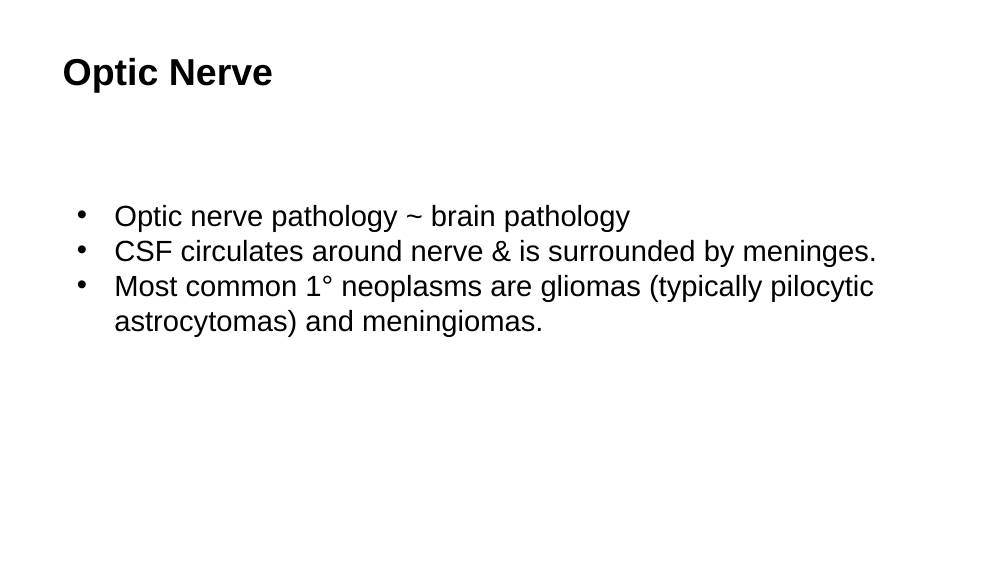 Optic Nerve
• Optic nerve pathology ~ brain pathology
• CSF circulates around nerve & is surrounded by meninges.
• Most common 1° neoplasms are gliomas (typically pilocytic
astrocytomas) and meningiomas.